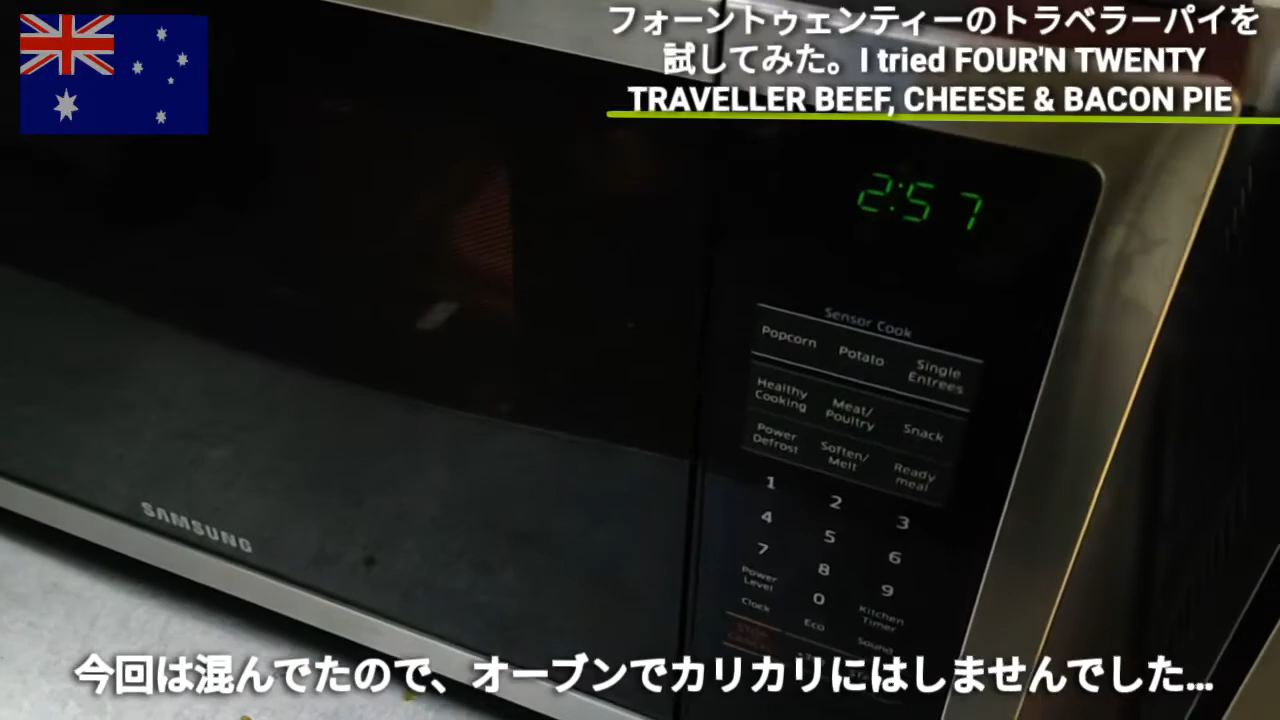 フォーントゥェンティーのトラベラーパイを
試してみた。I tried FOUR'N TWENTY
TRAVELLER BEEF, CHEESE & BACON PIE
2:57
Sensor Cook
Popcorn Potato Single Entrees
Healthy Cooking Meat/ Poultry Snack
Power Defrost Soften/ Melt Ready meal
1 2 3
4 5 6
7 8 9
Power Level 0 Kitchen Timer
Clock Eco Sound
SAMSUNG
今回は混んでたので、オーブンでカリカリにはしませんでした...